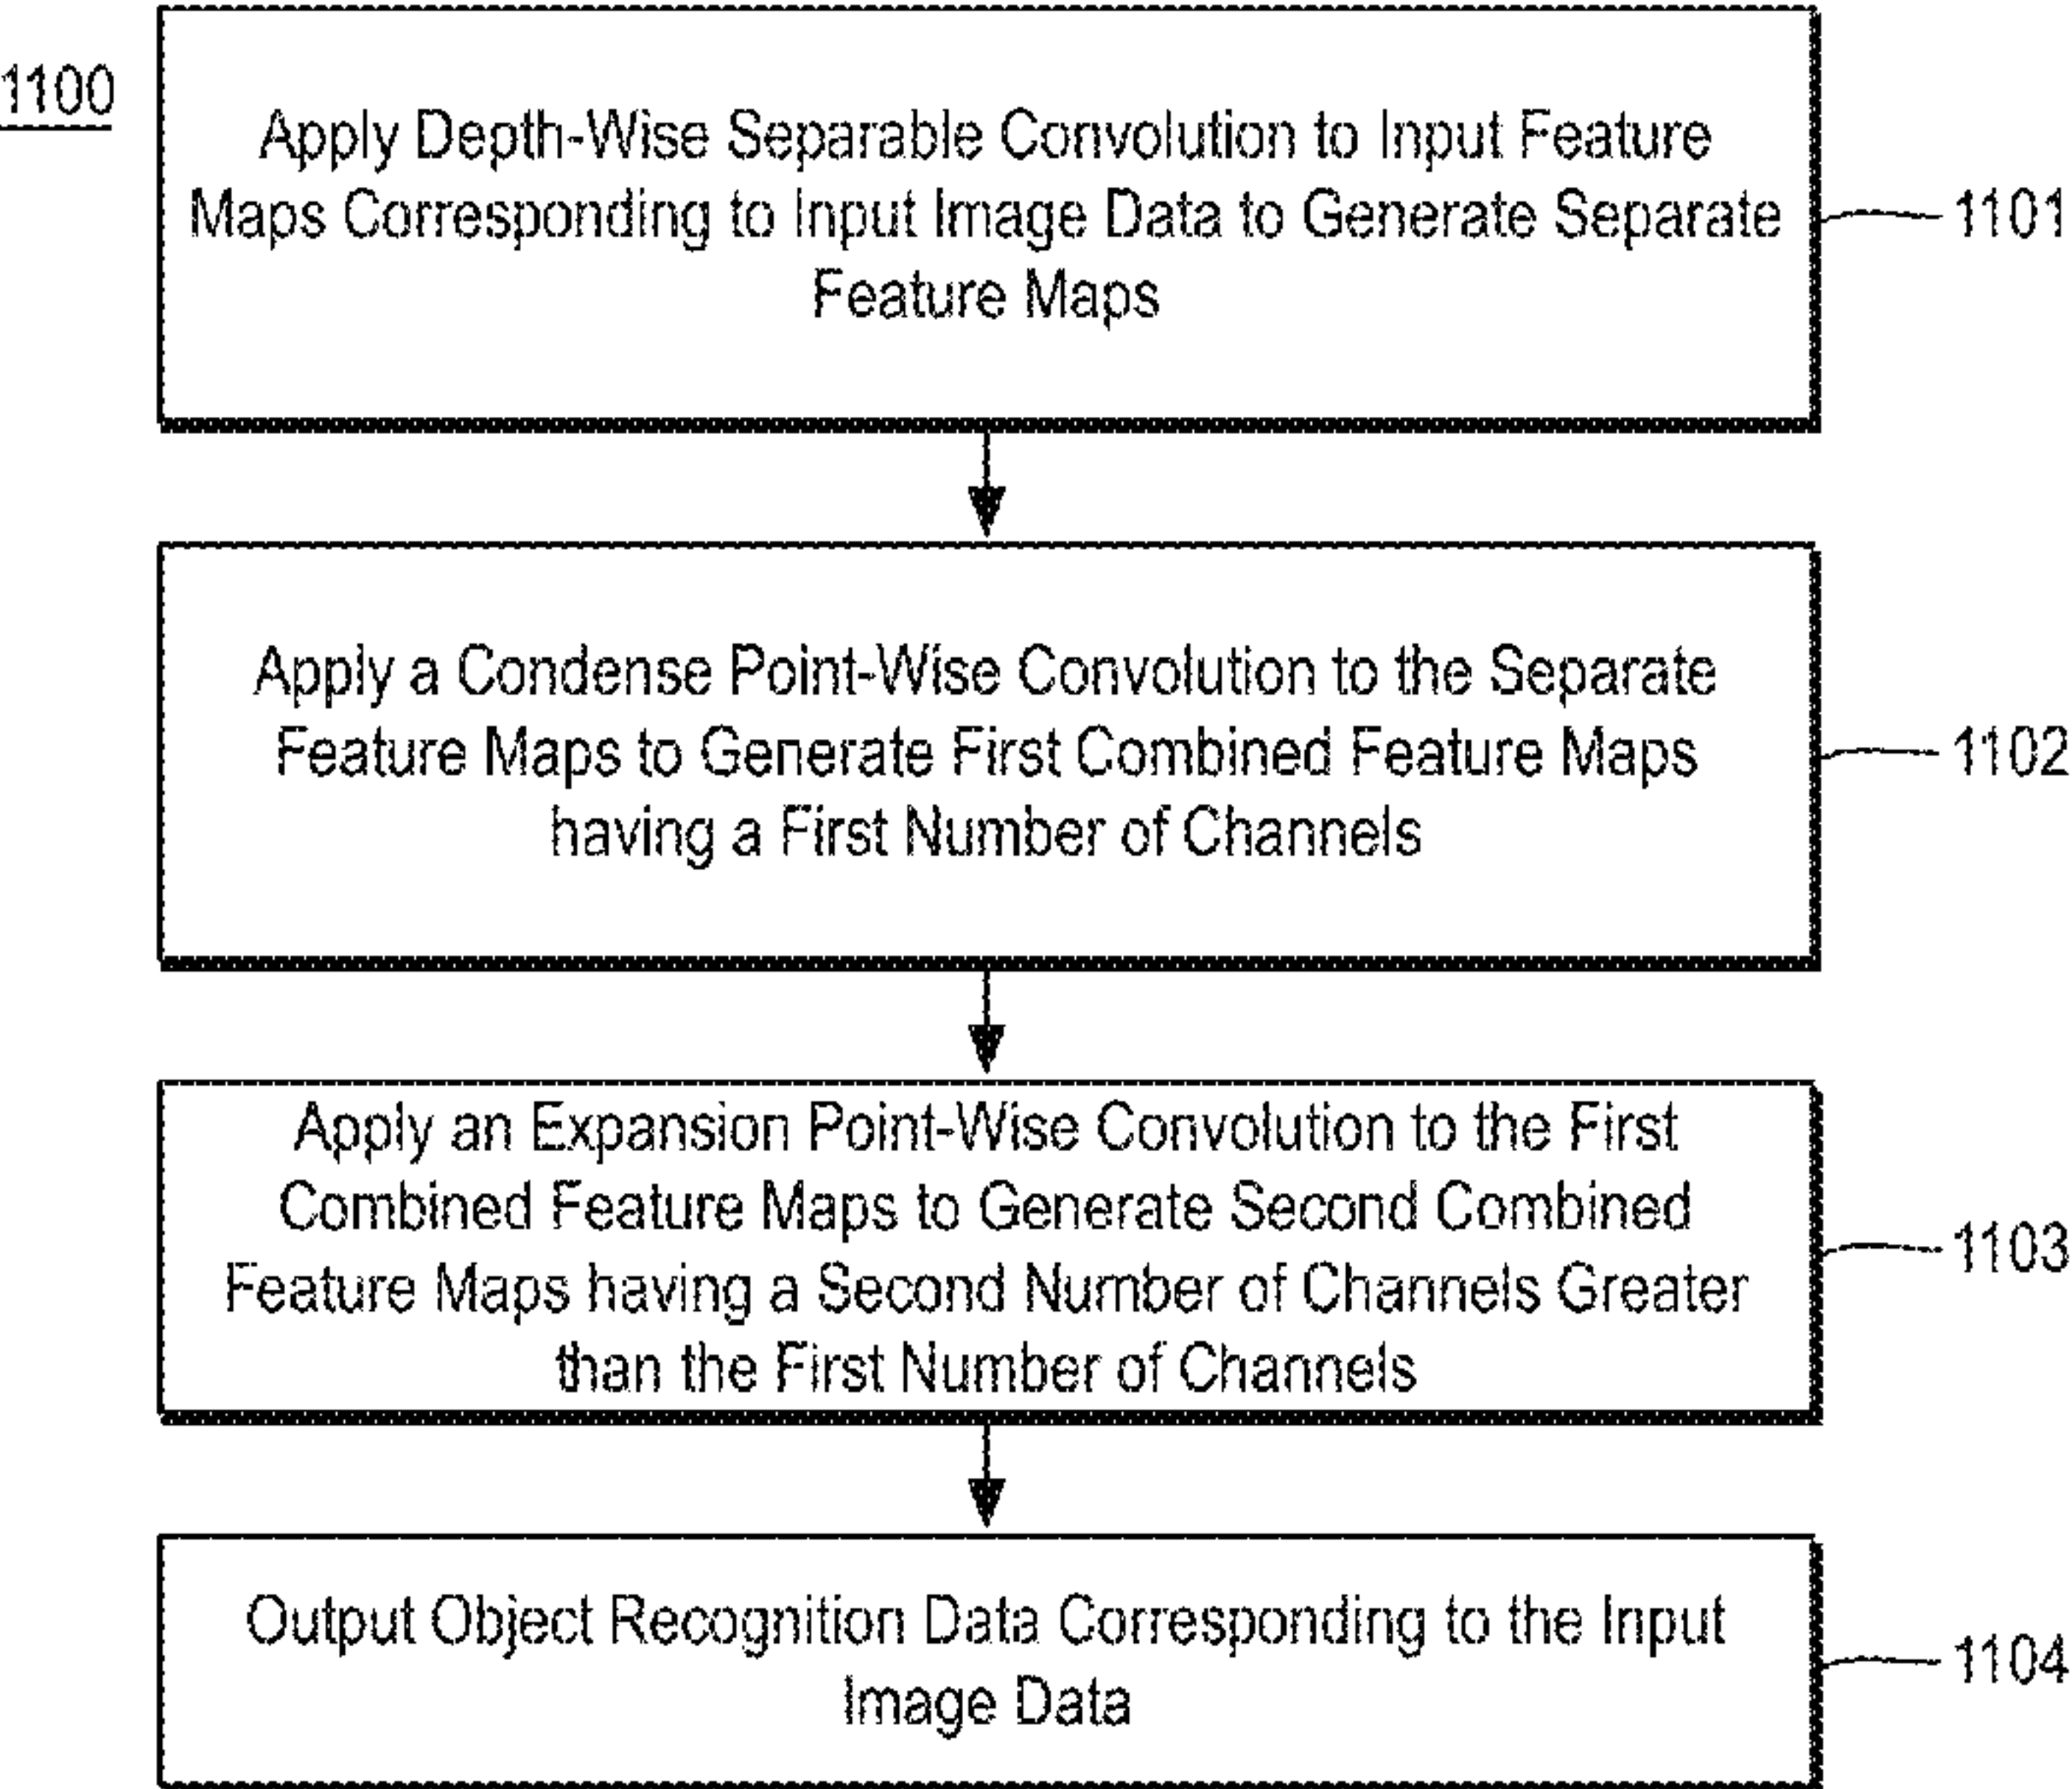 1100
Apply Depth-Wise Separable Convolution to Input Feature
Maps Corresponding to Input Image Data to Generate Separate
Feature Maps
1101
Apply a Condense Point-Wise Convolution to the Separate
Feature Maps to Generate First Combined Feature Maps
having a First Number of Channels
1102
Apply an Expansion Point-Wise Convolution to the First
Combined Feature Maps to Generate Second Combined
Feature Maps having a Second Number of Channels Greater
than the First Number of Channels
1103
Output Object Recognition Data Corresponding to the Input
Image Data
1104